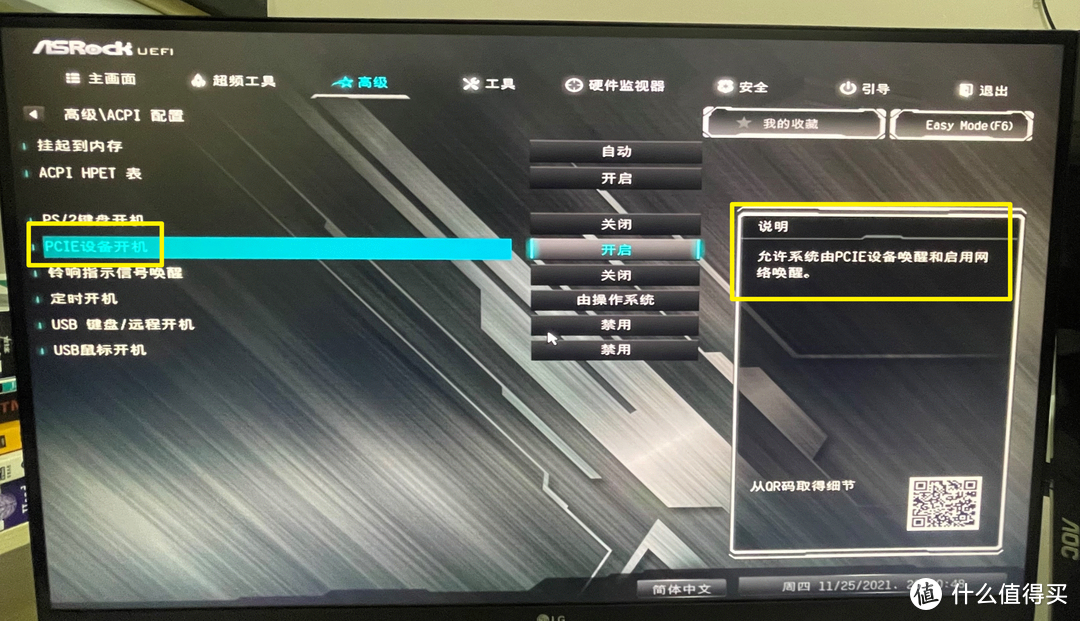 ASRock UEFI
主画面 超频工具 高级 工具 硬件监视器 安全 引导 退出
高级\ACPI 配置
我的收藏 Easy Mode(F6)
挂起到内存 自动
ACPI HPET 表 开启
PS/2键盘开机 关闭
PCIE设备开机 开启
铃响指示信号唤醒 关闭
定时开机 由操作系统
USB 键盘/远程开机 禁用
USB鼠标开机 禁用
说明
允许系统由PCIE设备唤醒和启用网
络唤醒。
从QR码取得细节
简体中文 周四 11/25/2021.
值 什么值得买
LG
AOC